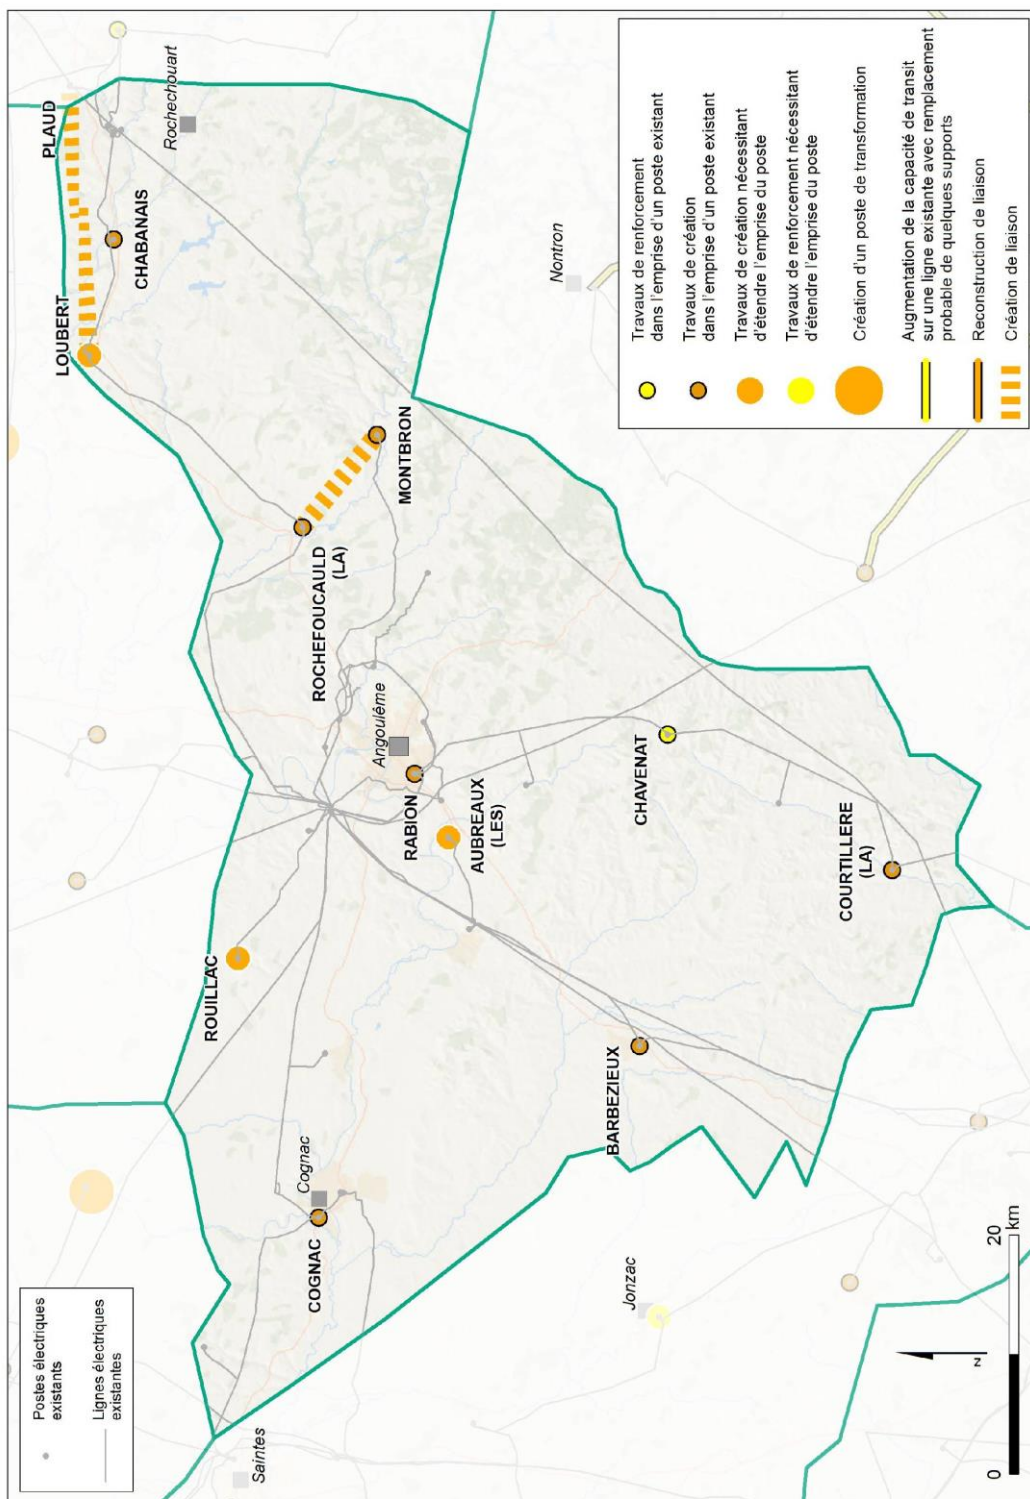 Postes électriques
existants
Lignes électriques
existantes
PLAUD
Rochechouart
CHABANAIS
LOUBERT
Nontron
MONTBRON
ROCHEFOUCAULD
(LA)
Angoulême
RABION
AUBREAUX
(LES)
ROUILLAC
CHAVENAT
COURTILLERE
(LA)
BARBEZIEUX
Cognac
COGNAC
Jonzac
Saintes
Travaux de renforcement
dans l'emprise d'un poste existant
Travaux de création
dans l'emprise d'un poste existant
Travaux de création nécessitant
d'étendre l'emprise du poste
Travaux de renforcement nécessitant
d'étendre l'emprise du poste
Création d'un poste de transformation
Augmentation de la capacité de transit
sur une ligne existante avec remplacement
probable de quelques supports
Reconstruction de liaison
Création de liaison
N
0 20
km